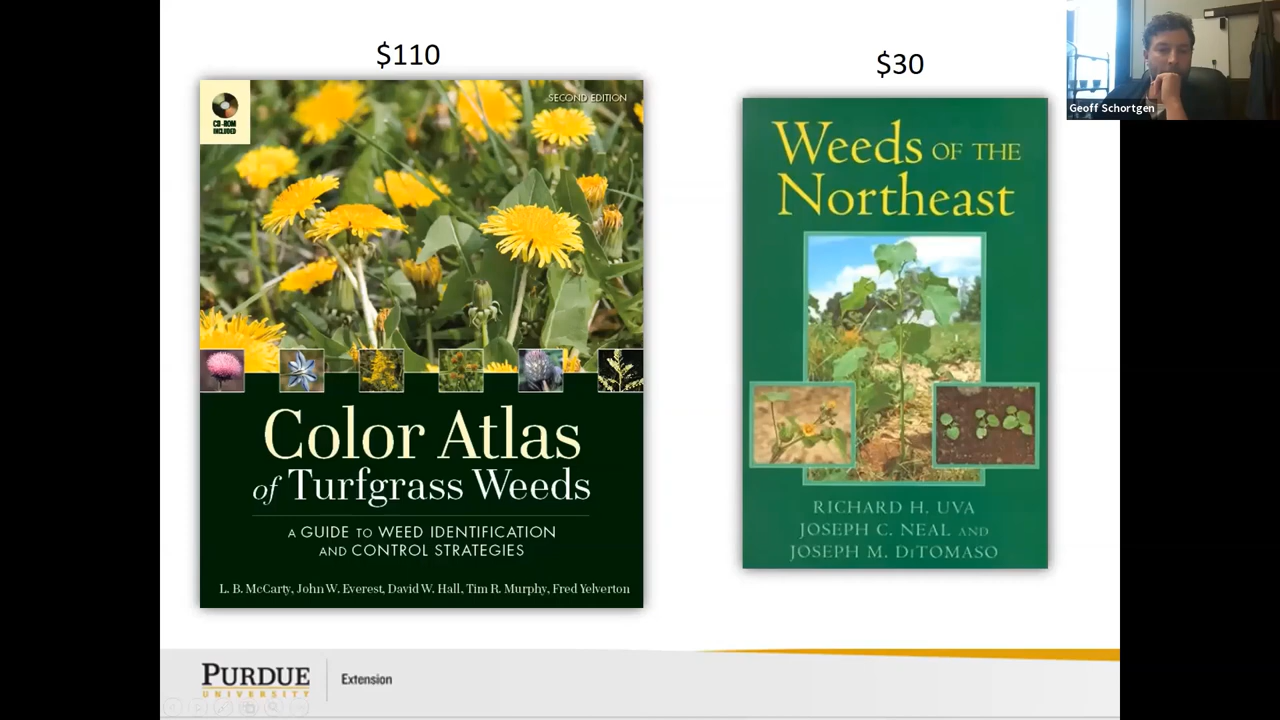 $110
SECOND EDITION
CD-ROM
INCLUDED
Color Atlas
of Turfgrass Weeds
A GUIDE TO WEED IDENTIFICATION
AND CONTROL STRATEGIES
L. B. McCarty, John W. Everest, David W. Hall, Tim R. Murphy, Fred Yelverton
$30
Weeds OF THE
Northeast
RICHARD H. UVA
JOSEPH C. NEAL AND
JOSEPH M. DiTOMASO
Geoff Schortgen
PURDUE
UNIVERSITY
Extension